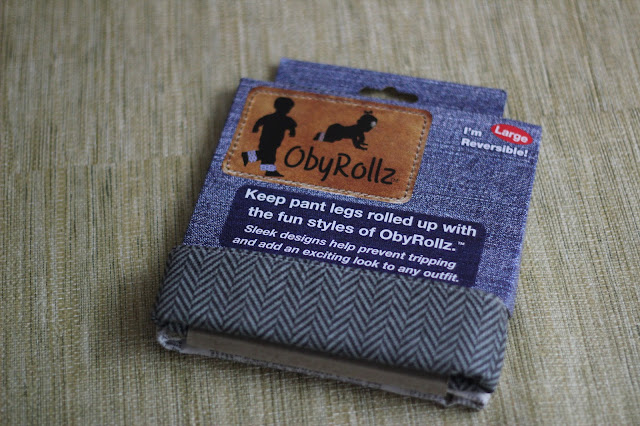 ObyRollz
I'm Large
Reversible!
Keep pant legs rolled up with
the fun styles of ObyRollz.™
Sleek designs help prevent tripping
and add an exciting look to any outfit.